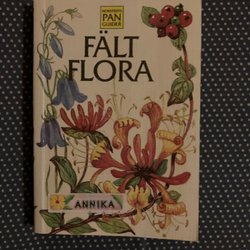 NORSTEDTS
PAN
GUIDER
FÄLT
FLORA
ANNIKA